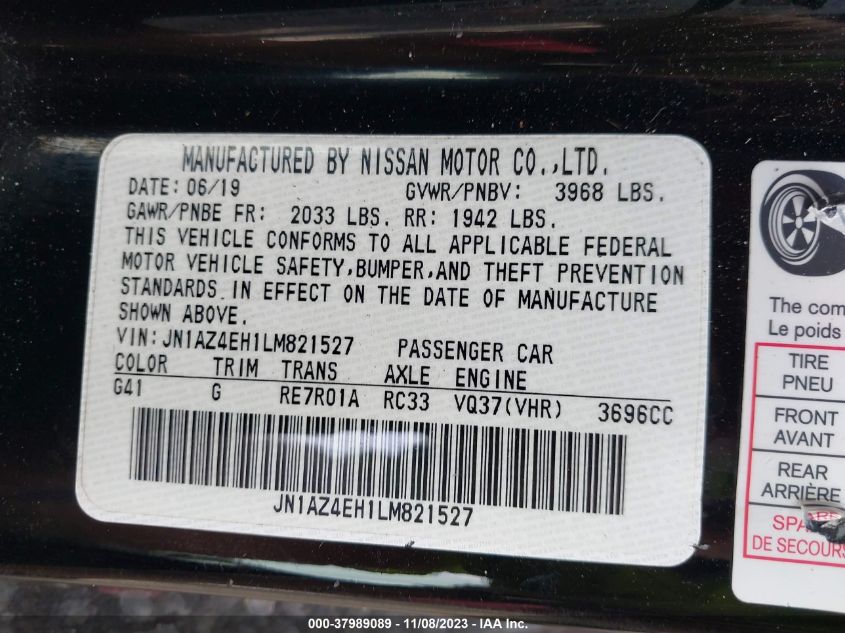 MANUFACTURED BY NISSAN MOTOR CO.,LTD.
DATE: 06/19 GVWR/PNBV: 3968 LBS.
GAWR/PNBE FR: 2033 LBS. RR: 1942 LBS.
THIS VEHICLE CONFORMS TO ALL APPLICABLE FEDERAL
MOTOR VEHICLE SAFETY,BUMPER,AND THEFT PREVENTION
STANDARDS IN EFFECT ON THE DATE OF MANUFACTURE
SHOWN ABOVE.
VIN: JN1AZ4EH1LM821527 PASSENGER CAR
COLOR TRIM TRANS AXLE ENGINE
G41 G RE7R01A RC33 VQ37(VHR) 3696CC
JN1AZ4EH1LM821527
The com
Le poids
TIRE
PNEU
FRONT
AVANT
REAR
ARRIÈRE
SPARE
DE SECOURS
000-37989089 - 11/08/2023 - IAA Inc.